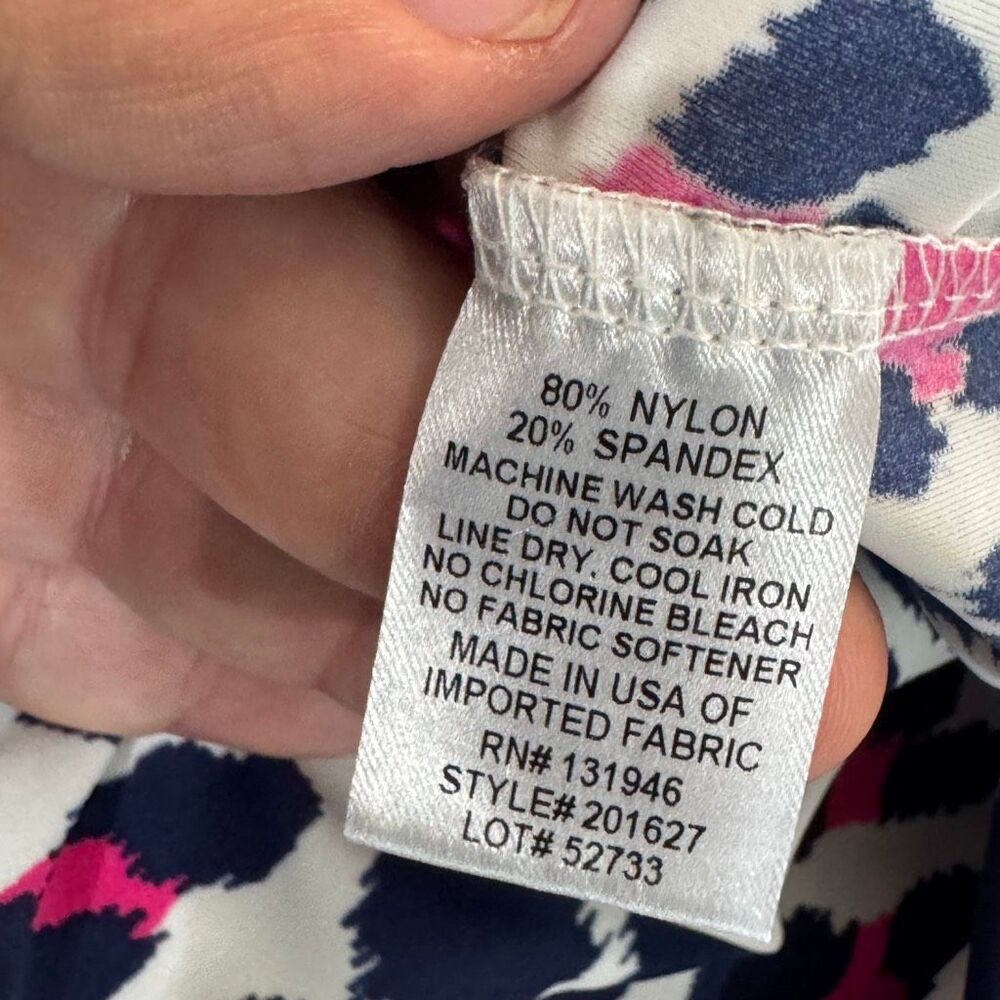 80% NYLON
20% SPANDEX
MACHINE WASH COLD
DO NOT SOAK
LINE DRY. COOL IRON
NO CHLORINE BLEACH
NO FABRIC SOFTENER
MADE IN USA OF
IMPORTED FABRIC
RN# 131946
STYLE# 201627
LOT# 52733